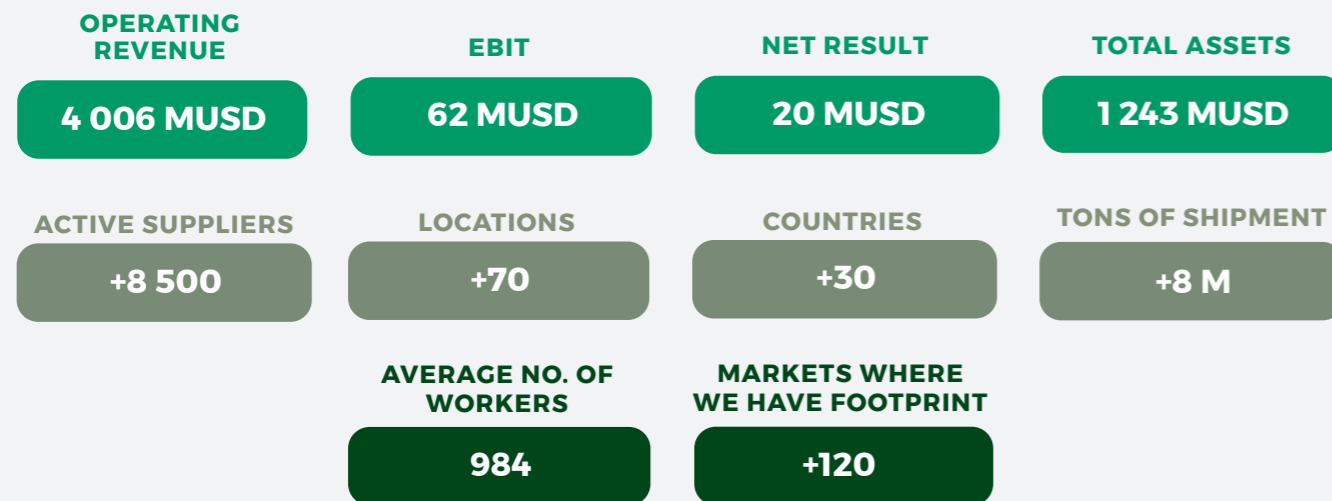 OPERATING
REVENUE
EBIT
NET RESULT
TOTAL ASSETS
4 006 MUSD
62 MUSD
20 MUSD
1 243 MUSD
ACTIVE SUPPLIERS
LOCATIONS
COUNTRIES
TONS OF SHIPMENT
+8 500
+70
+30
+8 M
AVERAGE NO. OF
WORKERS
MARKETS WHERE
WE HAVE FOOTPRINT
984
+120